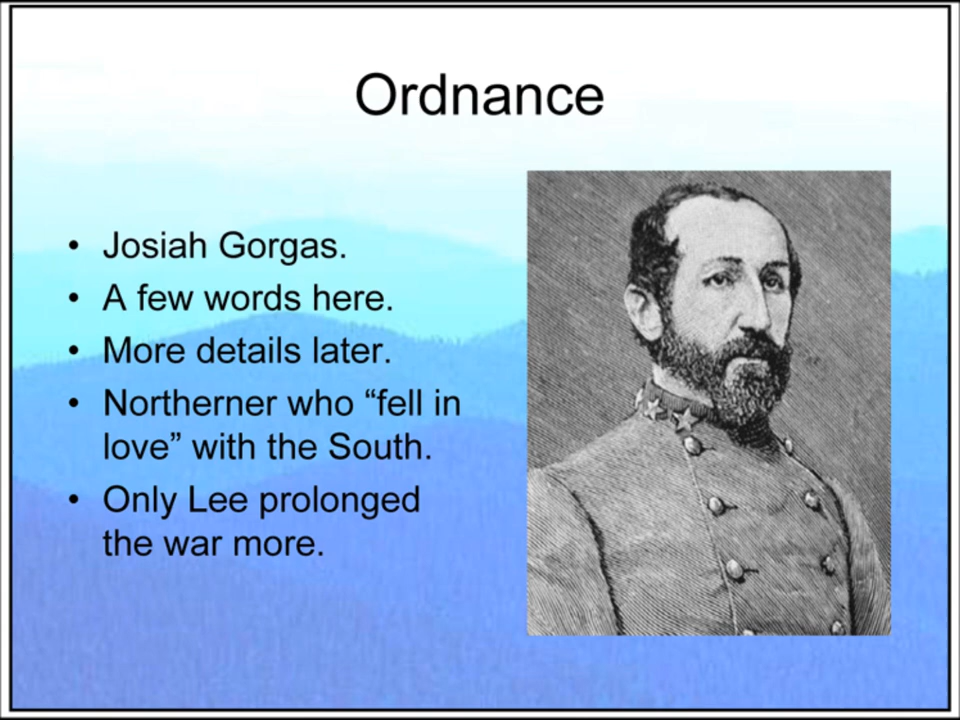 Ordnance
• Josiah Gorgas.
• A few words here.
• More details later.
• Northerner who “fell in
love” with the South.
• Only Lee prolonged
the war more.